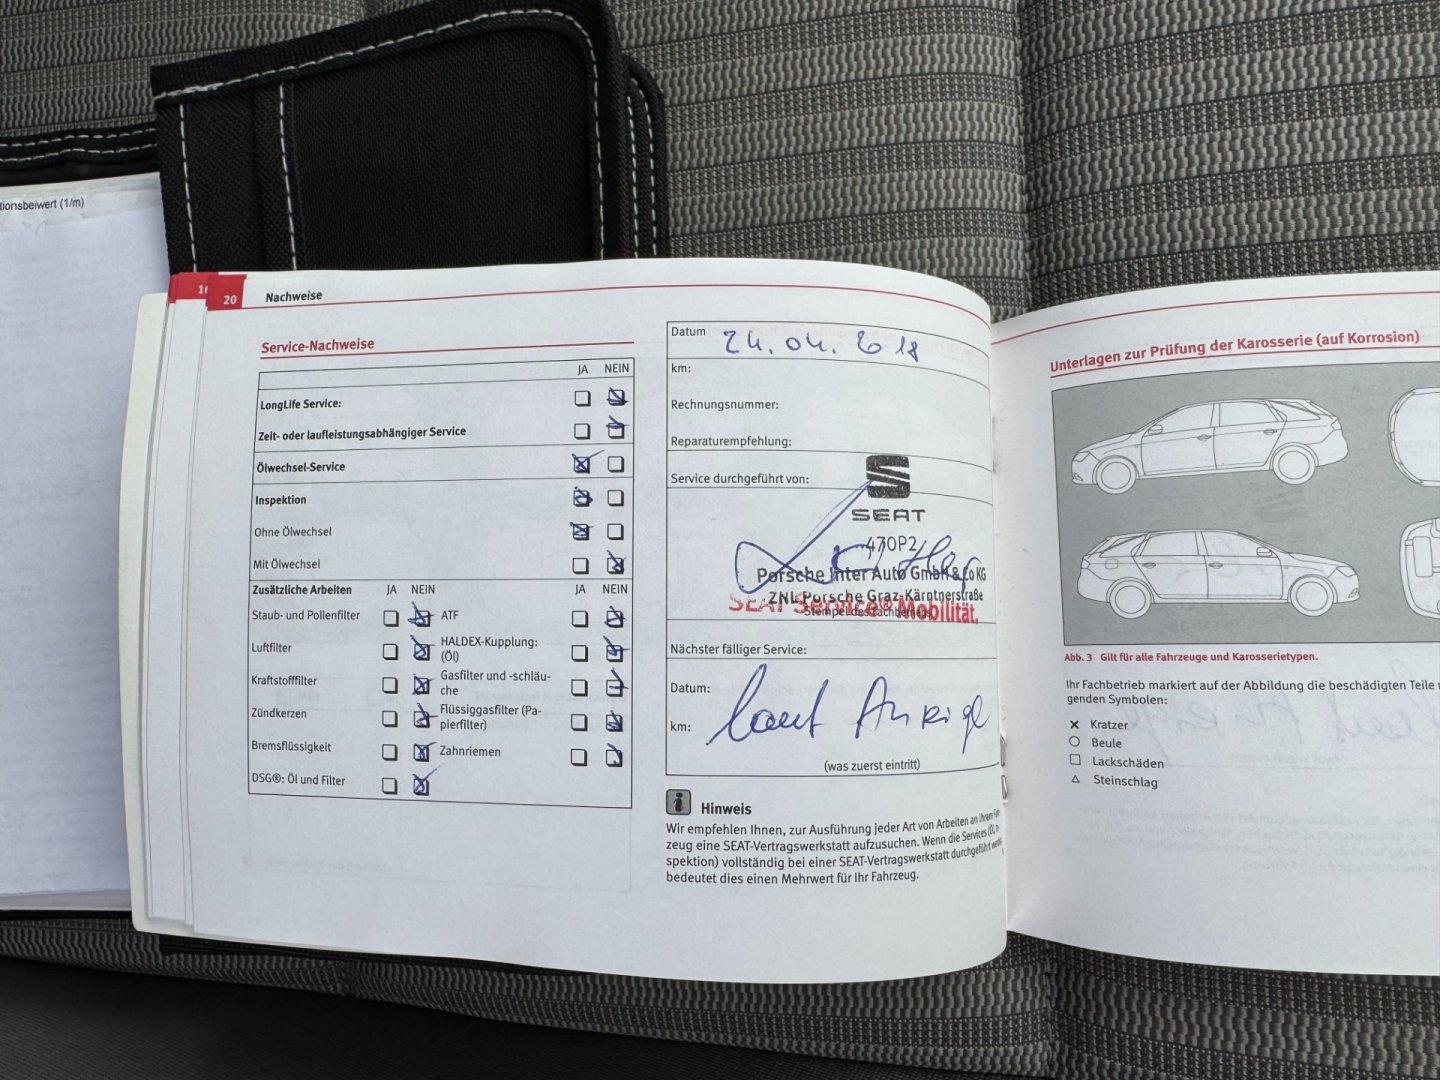 tionsbeiwert (1/m)
20
Nachweise
Service-Nachweise
JA NEIN
LongLife Service:
Zeit- oder laufleistungsabhängiger Service
Ölwechsel-Service
Inspektion
Ohne Ölwechsel
Mit Ölwechsel
Zusätzliche Arbeiten JA NEIN JA NEIN
Staub- und Pollenfilter ATF
Luftfilter HALDEX-Kupplung:
(Öl)
Kraftstofffilter Gasfilter und -schläu-
che
Zündkerzen Flüssiggasfilter (Pa-
pierfilter)
Bremsflüssigkeit Zahnriemen
DSG®: Öl und Filter
Datum 24.04.2018
km:
Rechnungsnummer:
Reparaturempfehlung:
Service durchgeführt von:
SEAT
470P2
Porsche Inter Auto GmbH & Co KG
ZNL Porsche Graz-Kärntnerstraße
SEAT Service® Mobilität.
Stempel des Fachbetriebs
Nächster fälliger Service:
Datum:
km: laut Anzeige
(was zuerst eintritt)
i Hinweis
Wir empfehlen Ihnen, zur Ausführung jeder Art von Arbeiten an Ihrem Fahr-
zeug eine SEAT-Vertragswerkstatt aufzusuchen. Wenn die Services (Öl, In-
spektion) vollständig bei einer SEAT-Vertragswerkstatt durchgeführt werden,
bedeutet dies einen Mehrwert für Ihr Fahrzeug.
Unterlagen zur Prüfung der Karosserie (auf Korrosion)
Abb. 3 Gilt für alle Fahrzeuge und Karosserietypen.
Ihr Fachbetrieb markiert auf der Abbildung die beschädigten Teile
genden Symbolen:
Kratzer
Beule
Lackschäden
Steinschlag